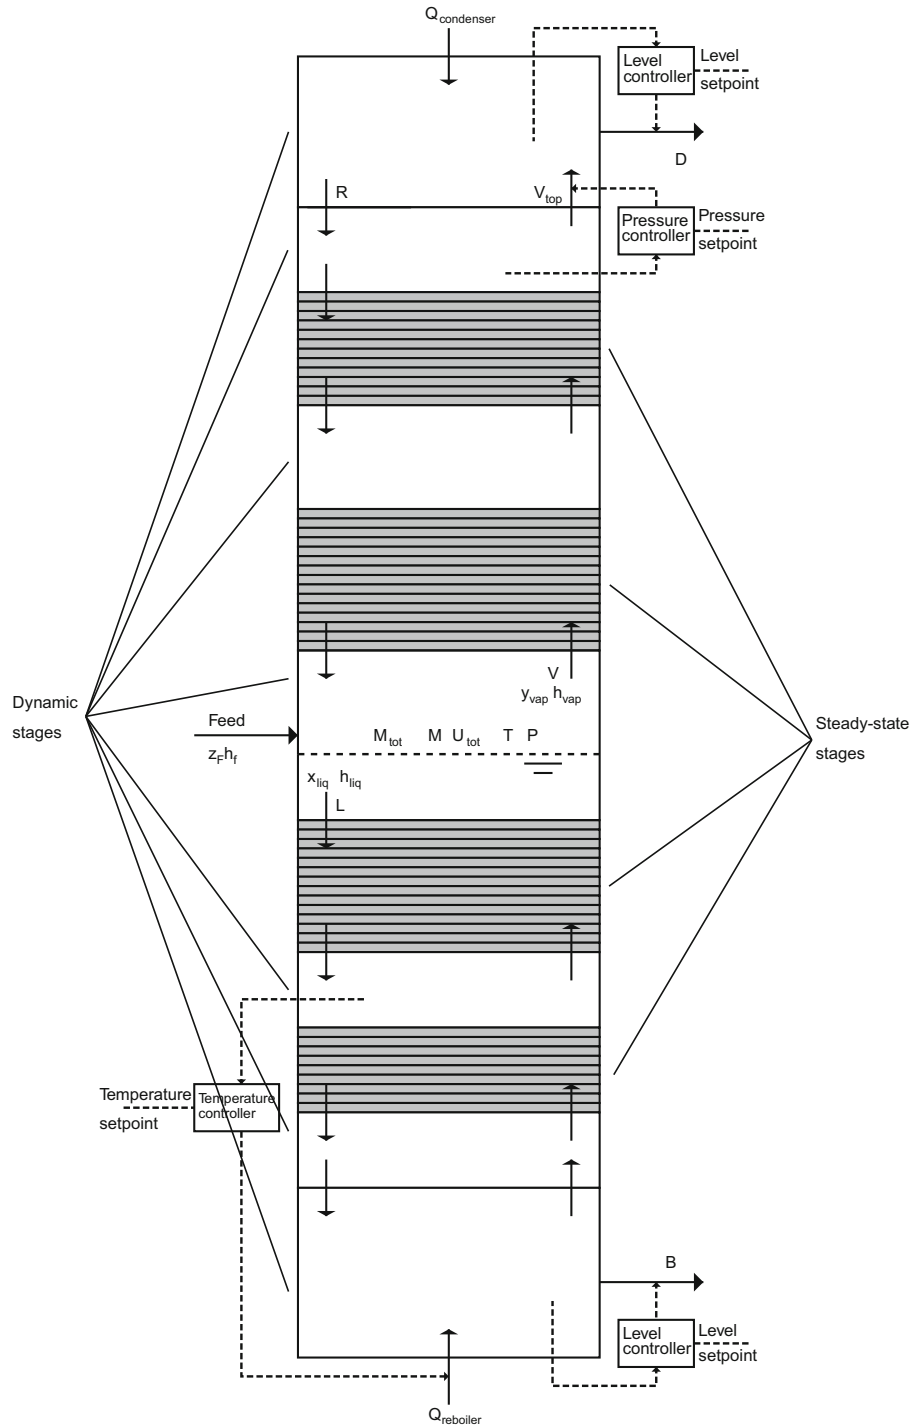 Q_condenser
Level controller
Level setpoint
D
R
V_top
Pressure controller
Pressure setpoint
V
y_vap h_vap
Dynamic stages
Feed
z_F h_f
M_tot M U_tot T P
Steady-state stages
x_liq h_liq
L
Temperature setpoint
Temperature controller
B
Level controller
Level setpoint
Q_reboiler